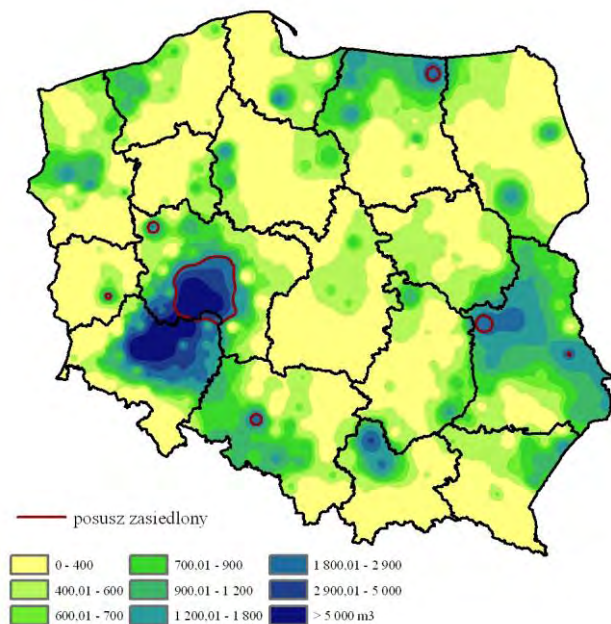 posusz zasiedlony
0 - 400
700,01 - 900
1 800,01 - 2 900
400,01 - 600
900,01 - 1 200
2 900,01 - 5 000
600,01 - 700
1 200,01 - 1 800
> 5 000 m3